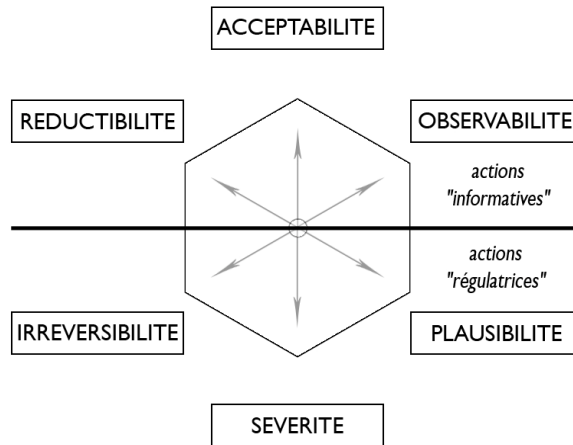 ACCEPTABILITE
REDUCTIBILITE
OBSERVABILITE
actions
"informatives"
actions
"régulatrices"
IRREVERSIBILITE
PLAUSIBILITE
SEVERITE